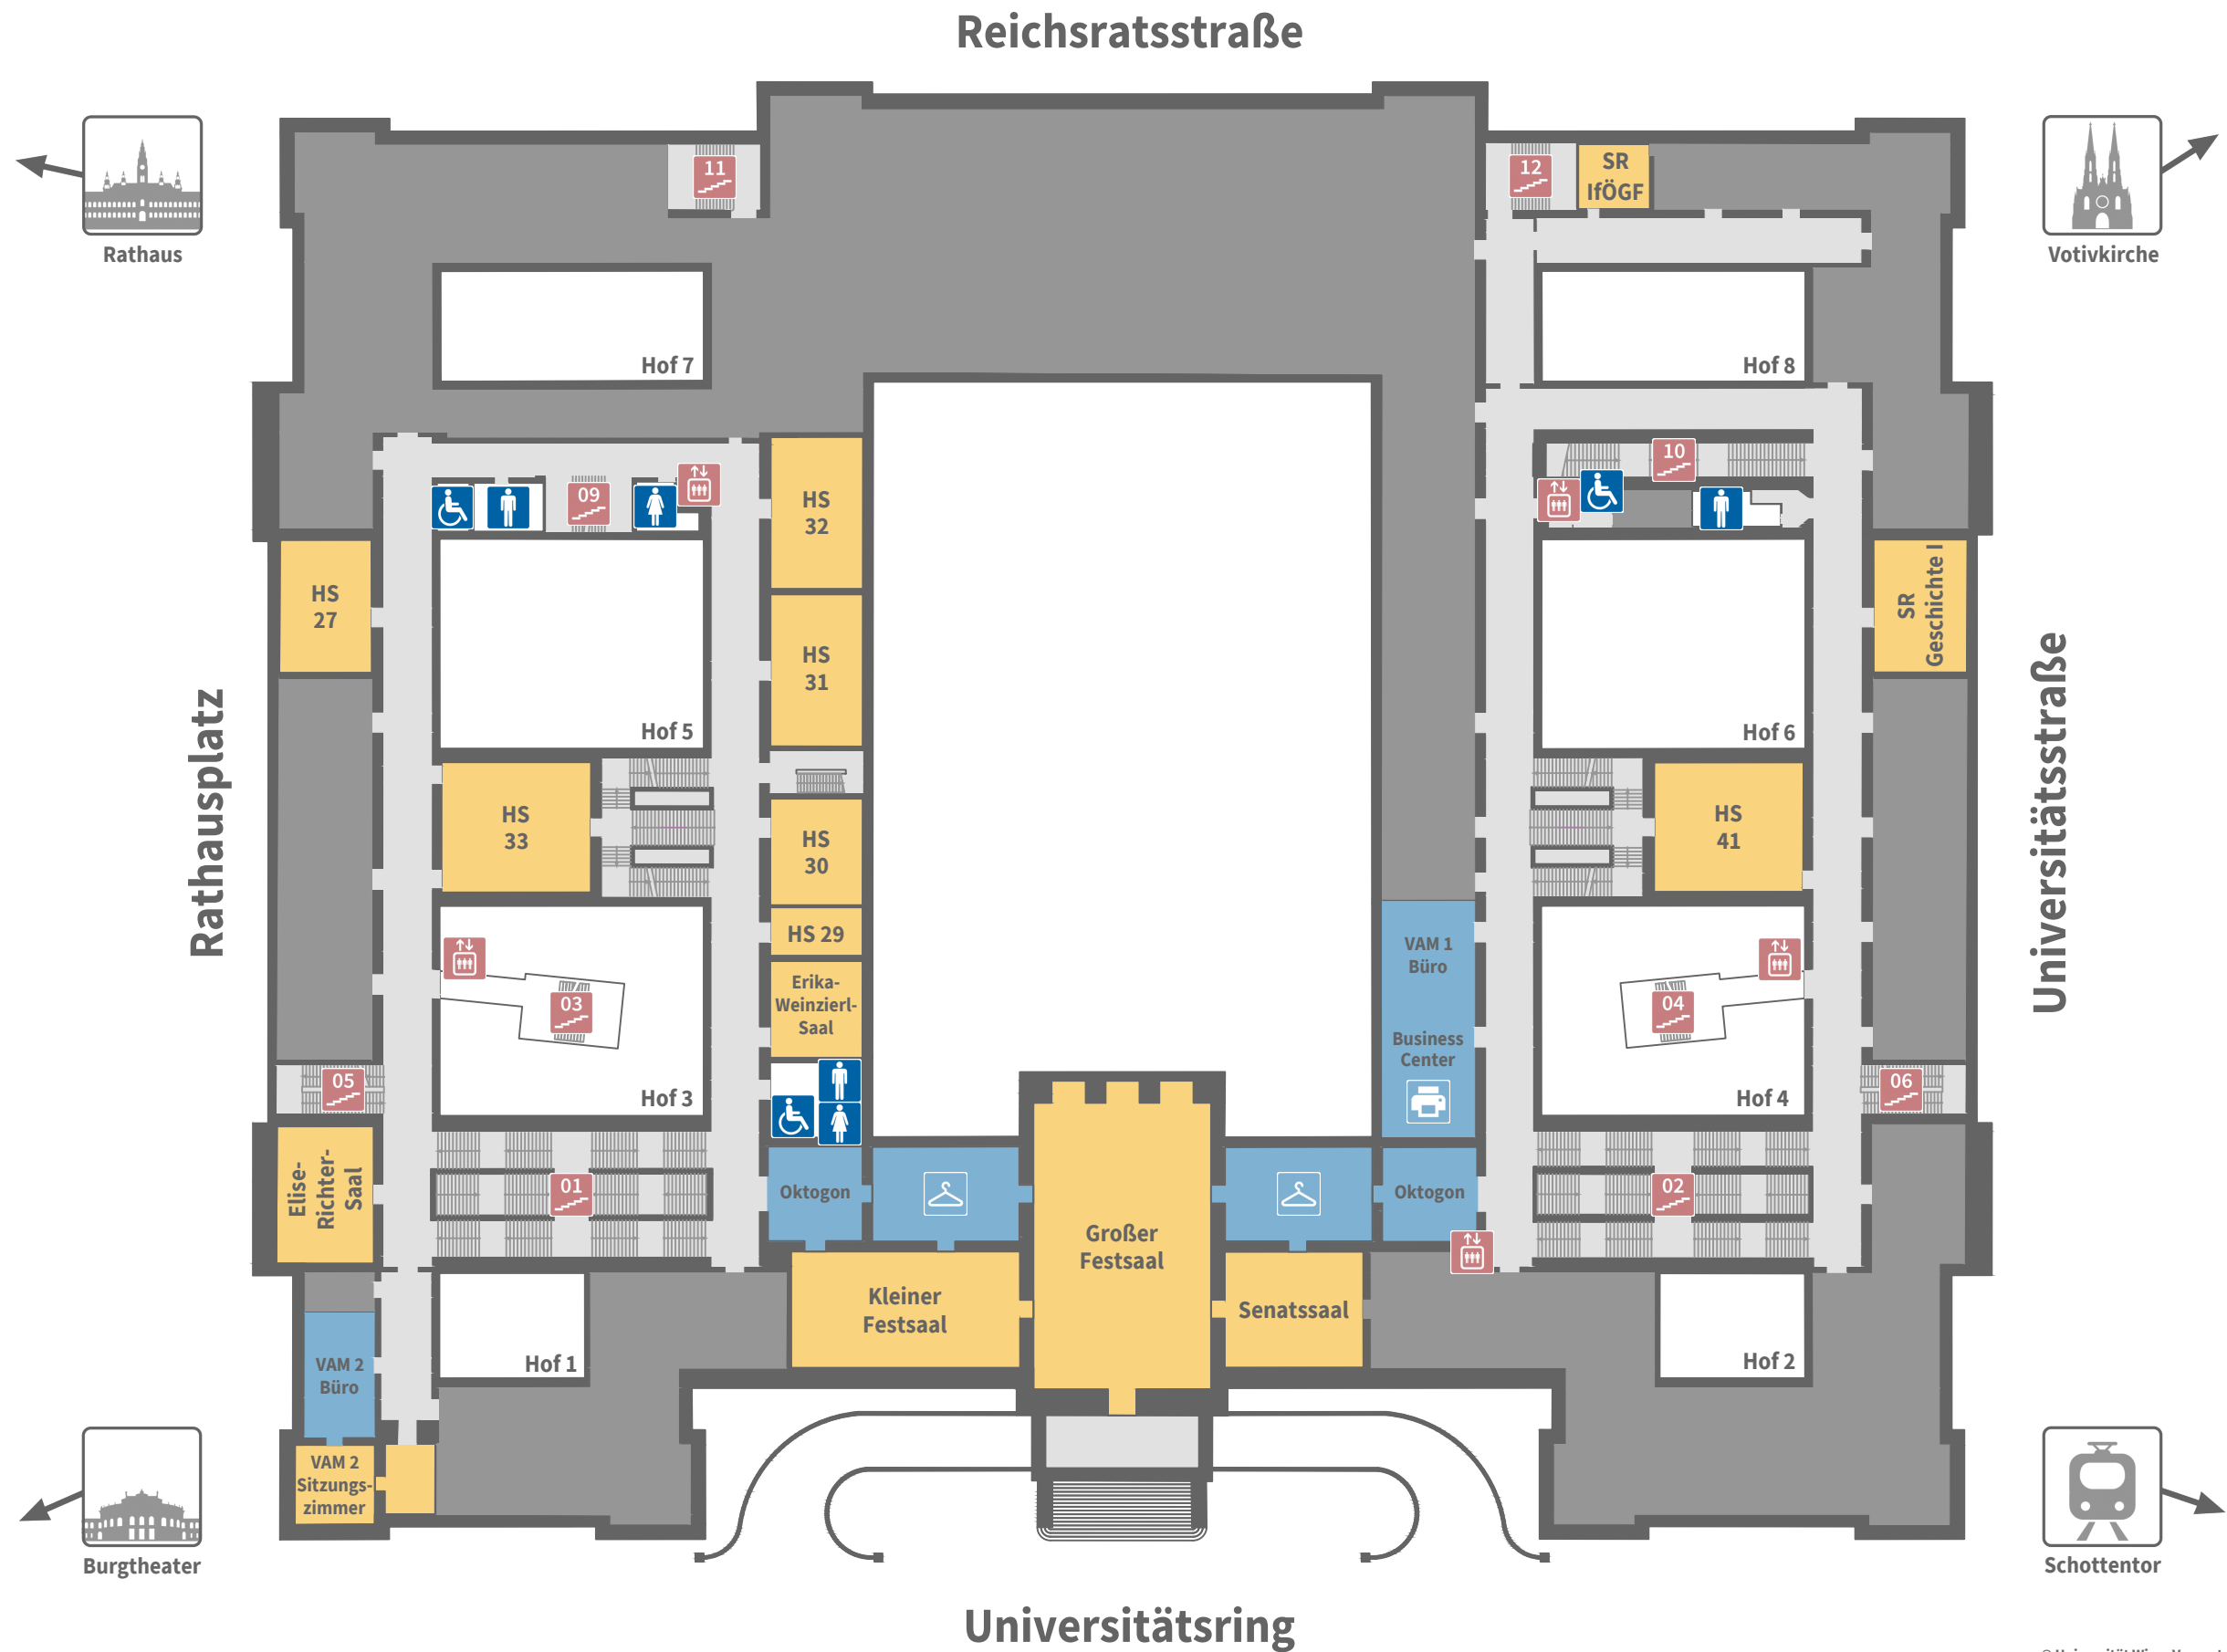 Reichsratsstraße
Rathaus
Votivkirche
11
12
SR
IfÖGF
Hof 7
Hof 8
09
10
HS
32
HS
27
HS
31
SR
Geschichte I
Hof 5
Hof 6
Rathausplatz
Universitätsstraße
HS
33
HS
30
HS
41
HS 29
VAM 1
Büro
Erika-
Weinzierl-
Saal
03
04
Business
Center
05
06
Hof 3
Hof 4
Elise-
Richter-
Saal
01
02
Oktogon
Oktogon
Großer
Festsaal
Kleiner
Festsaal
Senatssaal
Hof 1
Hof 2
VAM 2
Büro
VAM 2
Sitzungs-
zimmer
Burgtheater
Schottentor
Universitätsring